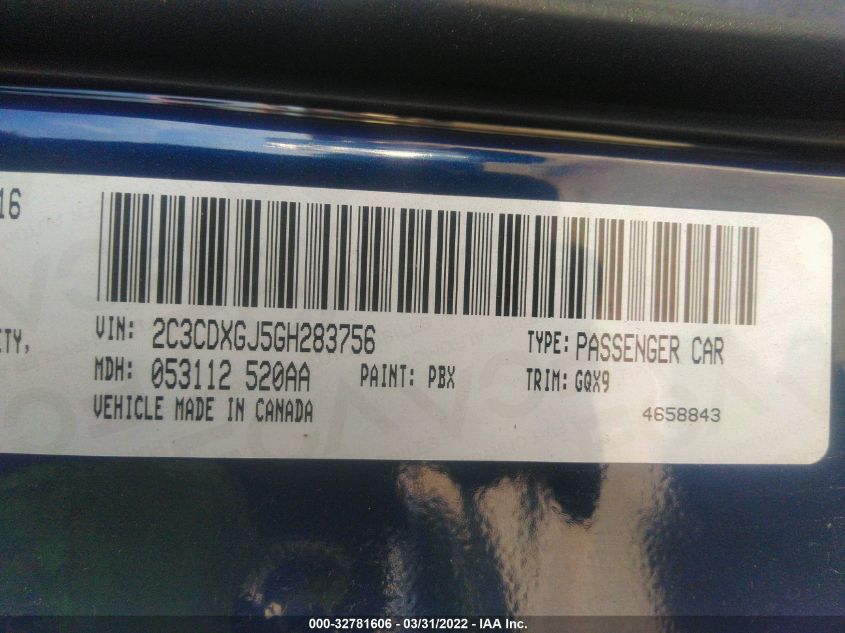 16
ITY,
VIN: 2C3CDXGJ5GH283756 TYPE: PASSENGER CAR
MDH: 053112 520AA PAINT: PBX TRIM: GQX9
VEHICLE MADE IN CANADA 4658843
000-32781606 - 03/31/2022 - IAA Inc.